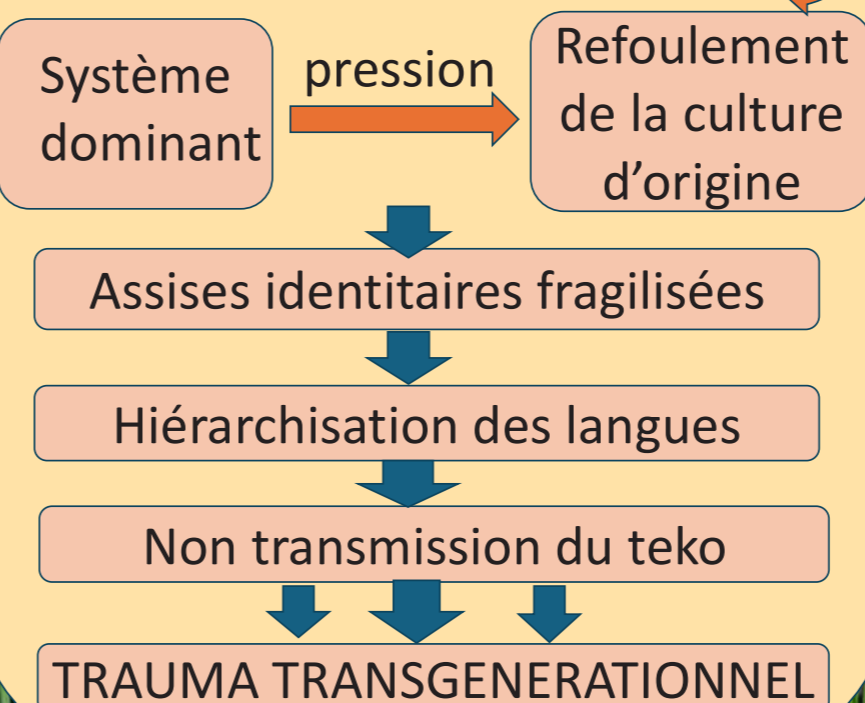 Système
dominant
pression
Refoulement
de la culture
d’origine
Assises identitaires fragilisées
Hiérarchisation des langues
Non transmission du teko
TRAUMA TRANSGENERATIONNEL